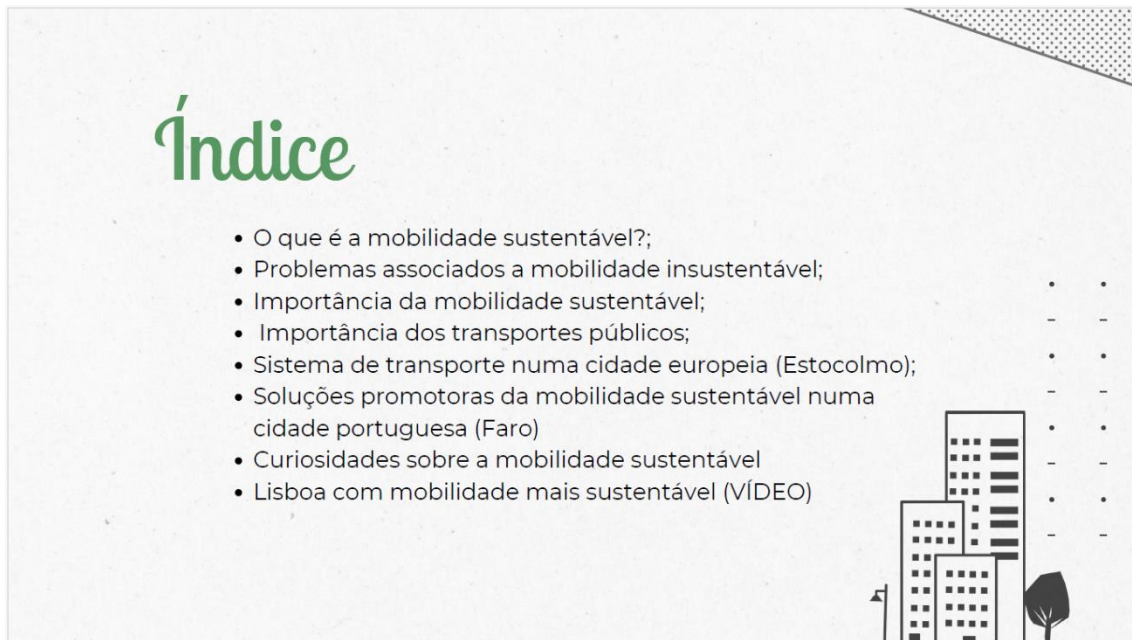 Índice
• O que é a mobilidade sustentável?;
• Problemas associados a mobilidade insustentável;
• Importância da mobilidade sustentável;
• Importância dos transportes públicos;
• Sistema de transporte numa cidade europeia (Estocolmo);
• Soluções promotoras da mobilidade sustentável numa
cidade portuguesa (Faro)
• Curiosidades sobre a mobilidade sustentável
• Lisboa com mobilidade mais sustentável (VÍDEO)